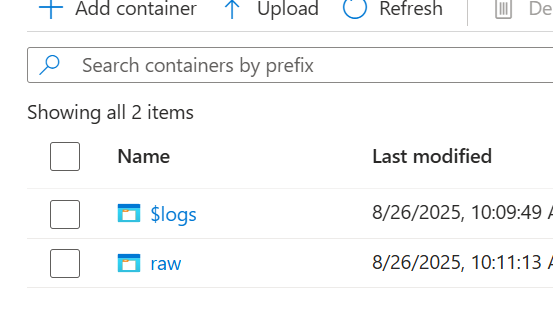 Add container Upload Refresh De
Search containers by prefix
Showing all 2 items
Name Last modified
$logs 8/26/2025, 10:09:49 A
raw 8/26/2025, 10:11:13 A